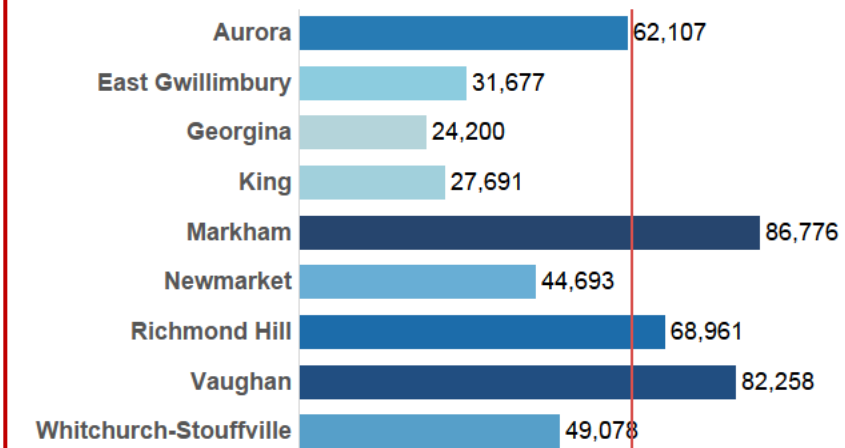 Aurora 62,107
East Gwillimbury 31,677
Georgina 24,200
King 27,691
Markham 86,776
Newmarket 44,693
Richmond Hill 68,961
Vaughan 82,258
Whitchurch-Stouffville 49,078